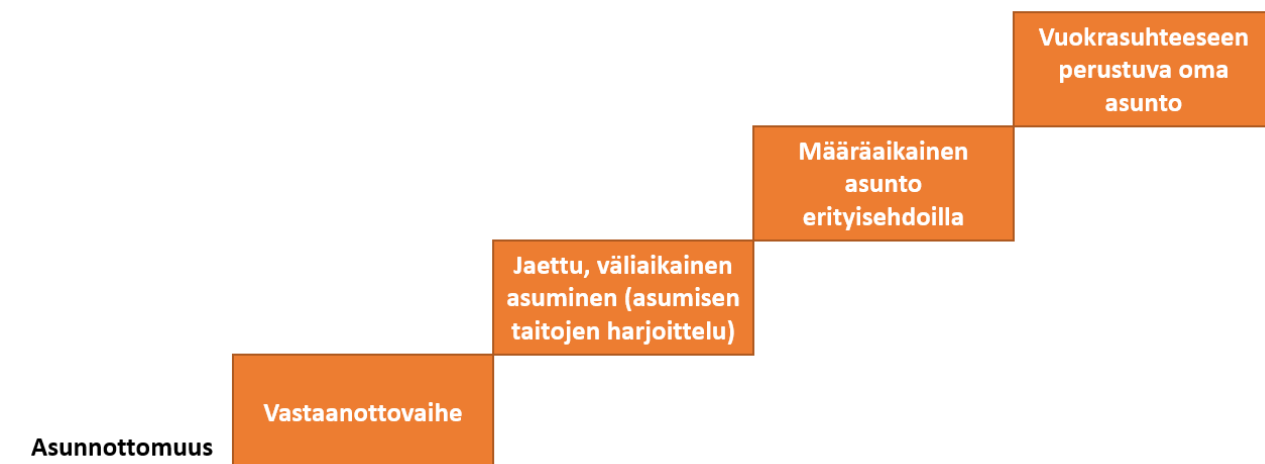 Vuokrasuhteeseen
perustuva oma
asunto
Määräaikainen
asunto
erityisehdoilla
Jaettu, väliaikainen
asuminen (asumisen
taitojen harjoittelu)
Vastaanottovaihe
Asunnottomuus